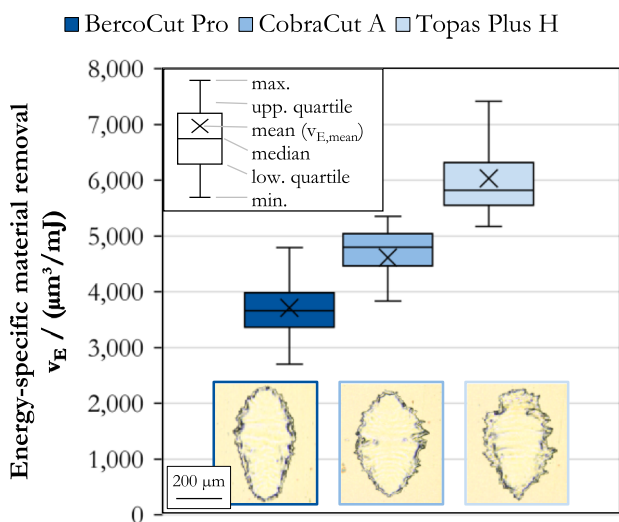 BercoCut Pro CobraCut A Topas Plus H
Energy-specific material removal
vE / (μm³/mJ)
8,000
7,000
6,000
5,000
4,000
3,000
2,000
1,000
0
max.
upp. quartile
mean (vE,mean)
median
low. quartile
min.
200 μm